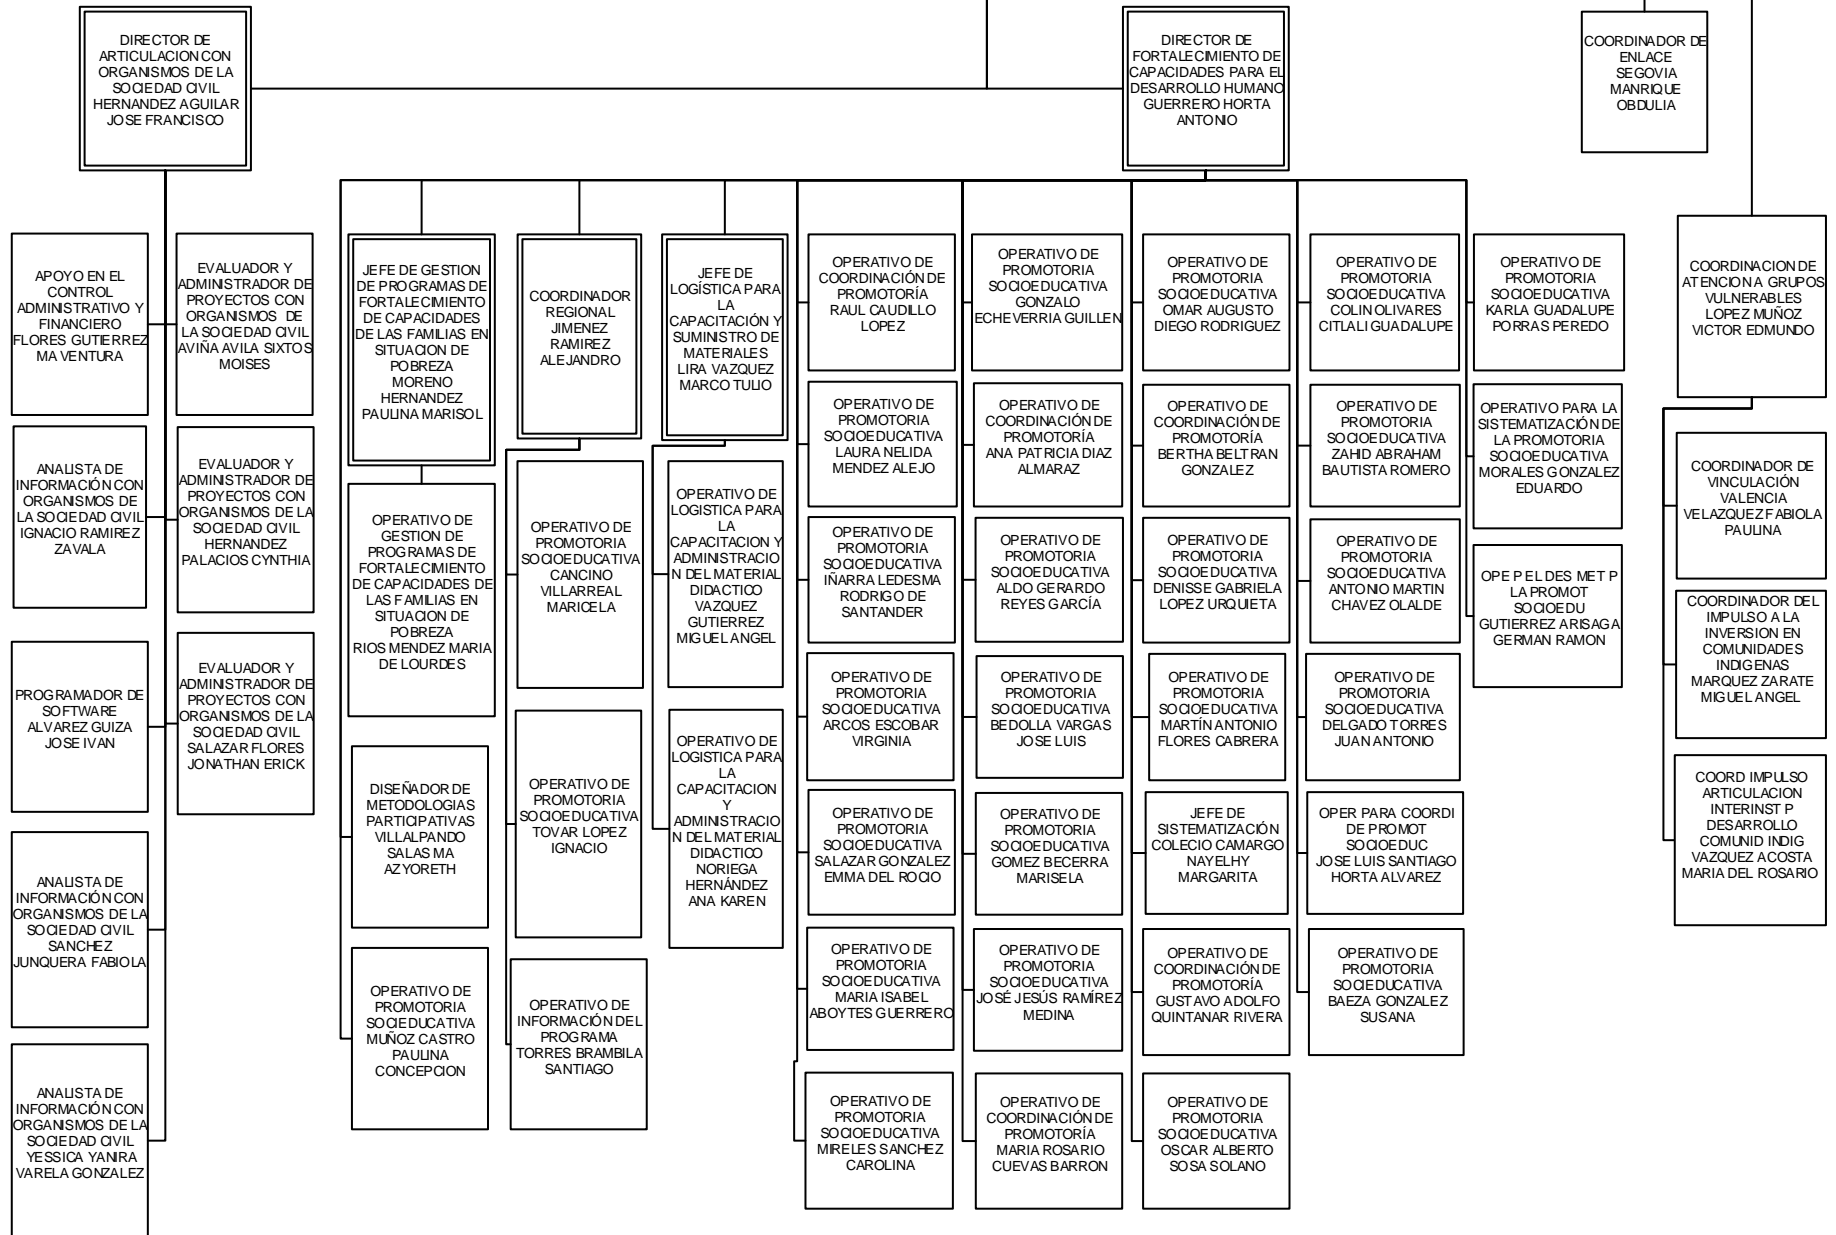 DIRECTOR DE
ARTICULACION CON
ORGANISMOS DE LA
SOCIEDAD CIVIL
HERNANDEZ AGUILAR
JOSE FRANCISCO
DIRECTOR DE
FORTALECIMIENTO DE
CAPACIDADES PARA EL
DESARROLLO HUMANO
GUERRERO HORTA
ANTONIO
COORDINADOR DE
ENLACE
SEGOVIA
MANRIQUE
OBDULIA
APOYO EN EL
CONTROL
ADMINISTRATIVO Y
FINANCIERO
FLORES GUTIERREZ
MA VENTURA
EVALUADOR Y
ADMINISTRADOR DE
PROYECTOS CON
ORGANISMOS DE
LA SOCIEDAD CIVIL
AVIÑA AVILA SIXTOS
MOISES
JEFE DE GESTION
DE PROGRAMAS DE
FORTALECIMIENTO
DE CAPACIDADES
DE LAS FAMILIAS EN
SITUACION DE
POBREZA
MORENO
HERNANDEZ
PAULINA MARISOL
COORDINADOR
REGIONAL
JIMENEZ
RAMIREZ
ALEJANDRO
JEFE DE
LOGÍSTICA PARA
LA
CAPACITACIÓN Y
SUMINISTRO DE
MATERIALES
LIRA VAZQUEZ
MARCO TULIO
OPERATIVO DE
COORDINACIÓN DE
PROMOTORÍA
RAUL CAUDILLO
LOPEZ
OPERATIVO DE
PROMOTORIA
SOCIOEDUCATIVA
GONZALO
ECHEVERRIA GUILLEN
OPERATIVO DE
PROMOTORIA
SOCIOEDUCATIVA
OMAR AUGUSTO
DIEGO RODRIGUEZ
OPERATIVO DE
PROMOTORIA
SOCIOEDUCATIVA
COLIN OLIVARES
CITLALI GUADALUPE
OPERATIVO DE
PROMOTORIA
SOCIOEDUCATIVA
KARLA GUADALUPE
PORRAS PEREDO
COORDINACION DE
ATENCION A GRUPOS
VULNERABLES
LOPEZ MUÑOZ
VICTOR EDMUNDO
ANALISTA DE
INFORMACIÓN CON
ORGANISMOS DE
LA SOCIEDAD CIVIL
IGNACIO RAMIREZ
ZAVALA
EVALUADOR Y
ADMINISTRADOR DE
PROYECTOS CON
ORGANISMOS DE LA
SOCIEDAD CIVIL
HERNANDEZ
PALACIOS CYNTHIA
OPERATIVO DE
GESTION DE
PROGRAMAS DE
FORTALECIMIENTO
DE CAPACIDADES DE
LAS FAMILIAS EN
SITUACION DE
POBREZA
RIOS MENDEZ MARIA
DE LOURDES
OPERATIVO DE
PROMOTORIA
SOCIOEDUCATIVA
CANCINO
VILLARREAL
MARICELA
OPERATIVO DE
LOGISTICA PARA
LA
CAPACITACION Y
ADMINISTRACIO
N DEL MATERIAL
DIDACTICO
VAZQUEZ
GUTIERREZ
MIGUEL ANGEL
OPERATIVO DE
PROMOTORIA
SOCIOEDUCATIVA
LAURA NELIDA
MENDEZ ALEJO
OPERATIVO DE
COORDINACIÓN DE
PROMOTORÍA
ANA PATRICIA DIAZ
ALMARAZ
OPERATIVO DE
COORDINACIÓN DE
PROMOTORÍA
BERTHA BELTRAN
GONZALEZ
OPERATIVO DE
PROMOTORIA
SOCIOEDUCATIVA
ZAHID ABRAHAM
BAUTISTA ROMERO
OPERATIVO PARA LA
SISTEMATIZACIÓN DE
LA PROMOTORIA
SOCIOEDUCATIVA
MORALES GONZALEZ
EDUARDO
COORDINADOR DE
VINCULACIÓN
VALENCIA
VELAZQUEZ FABIOLA
PAULINA
OPERATIVO DE
PROMOTORIA
SOCIOEDUCATIVA
IÑARRA LEDESMA
RODRIGO DE
SANTANDER
OPERATIVO DE
PROMOTORIA
SOCIOEDUCATIVA
ALDO GERARDO
REYES GARCÍA
OPERATIVO DE
PROMOTORIA
SOCIOEDUCATIVA
DENISSE GABRIELA
LOPEZ URQUIETA
OPERATIVO DE
PROMOTORIA
SOCIOEDUCATIVA
ANTONIO MARTIN
CHAVEZ OLALDE
OPE P EL DES MET P
LA PROMOT
SOCIOEDU
GUTIERREZ ARISAGA
GERMAN RAMON
COORDINADOR DEL
IMPULSO A LA
INVERSION EN
COMUNIDADES
INDIGENAS
MARQUEZ ZARATE
MIGUEL ANGEL
PROGRAMADOR DE
SOFTWARE
ALVAREZ GUIZA
JOSE IVAN
EVALUADOR Y
ADMINISTRADOR DE
PROYECTOS CON
ORGANISMOS DE LA
SOCIEDAD CIVIL
SALAZAR FLORES
JONATHAN ERICK
OPERATIVO DE
PROMOTORIA
SOCIOEDUCATIVA
ARCOS ESCOBAR
VIRGINIA
OPERATIVO DE
PROMOTORIA
SOCIOEDUCATIVA
BEDOLLA VARGAS
JOSE LUIS
OPERATIVO DE
PROMOTORIA
SOCIOEDUCATIVA
MARTÍN ANTONIO
FLORES CABRERA
OPERATIVO DE
PROMOTORIA
SOCIOEDUCATIVA
DELGADO TORRES
JUAN ANTONIO
DISEÑADOR DE
METODOLOGIAS
PARTICIPATIVAS
VILLALPANDO
SALAS MA
AZYORETH
OPERATIVO DE
PROMOTORIA
SOCIOEDUCATIVA
TOVAR LOPEZ
IGNACIO
OPERATIVO DE
LOGISTICA PARA
LA
CAPACITACION
Y
ADMINISTRACIO
N DEL MATERIAL
DIDACTICO
NORIEGA
HERNÁNDEZ
ANA KAREN
OPERATIVO DE
PROMOTORIA
SOCIOEDUCATIVA
SALAZAR GONZALEZ
EMMA DEL ROCIO
OPERATIVO DE
PROMOTORIA
SOCIOEDUCATIVA
GOMEZ BECERRA
MARISELA
JEFE DE
SISTEMATIZACIÓN
COLECIO CAMARGO
NAYELHY
MARGARITA
OPER PARA COORDI
DE PROMOT
SOCIOEDUC
JOSE LUIS SANTIAGO
HORTA ALVAREZ
COORD IMPULSO
ARTICULACION
INTERINST P
DESARROLLO
COMUNID INDIG
VAZQUEZ ACOSTA
MARIA DEL ROSARIO
ANALISTA DE
INFORMACIÓN CON
ORGANISMOS DE LA
SOCIEDAD CIVIL
SANCHEZ
JUNQUERA FABIOLA
OPERATIVO DE
PROMOTORIA
SOCIEDUCATIVA
MUÑOZ CASTRO
PAULINA
CONCEPCION
OPERATIVO DE
INFORMACIÓN DEL
PROGRAMA
TORRES BRAMBILA
SANTIAGO
OPERATIVO DE
PROMOTORIA
SOCIOEDUCATIVA
MARIA ISABEL
ABOYTES GUERRERO
OPERATIVO DE
PROMOTORIA
SOCIOEDUCATIVA
JOSÉ JESÚS RAMÍREZ
MEDINA
OPERATIVO DE
COORDINACIÓN DE
PROMOTORÍA
GUSTAVO ADOLFO
QUINTANAR RIVERA
OPERATIVO DE
PROMOTORIA
SOCIOEDUCATIVA
BAEZA GONZALEZ
SUSANA
ANALISTA DE
INFORMACIÓN CON
ORGANISMOS DE LA
SOCIEDAD CIVIL
YESSICA YANIRA
VARELA GONZALEZ
OPERATIVO DE
PROMOTORIA
SOCIOEDUCATIVA
MIRELES SANCHEZ
CAROLINA
OPERATIVO DE
COORDINACIÓN DE
PROMOTORÍA
MARIA ROSARIO
CUEVAS BARRON
OPERATIVO DE
PROMOTORIA
SOCIOEDUCATIVA
OSCAR ALBERTO
SOSA SOLANO